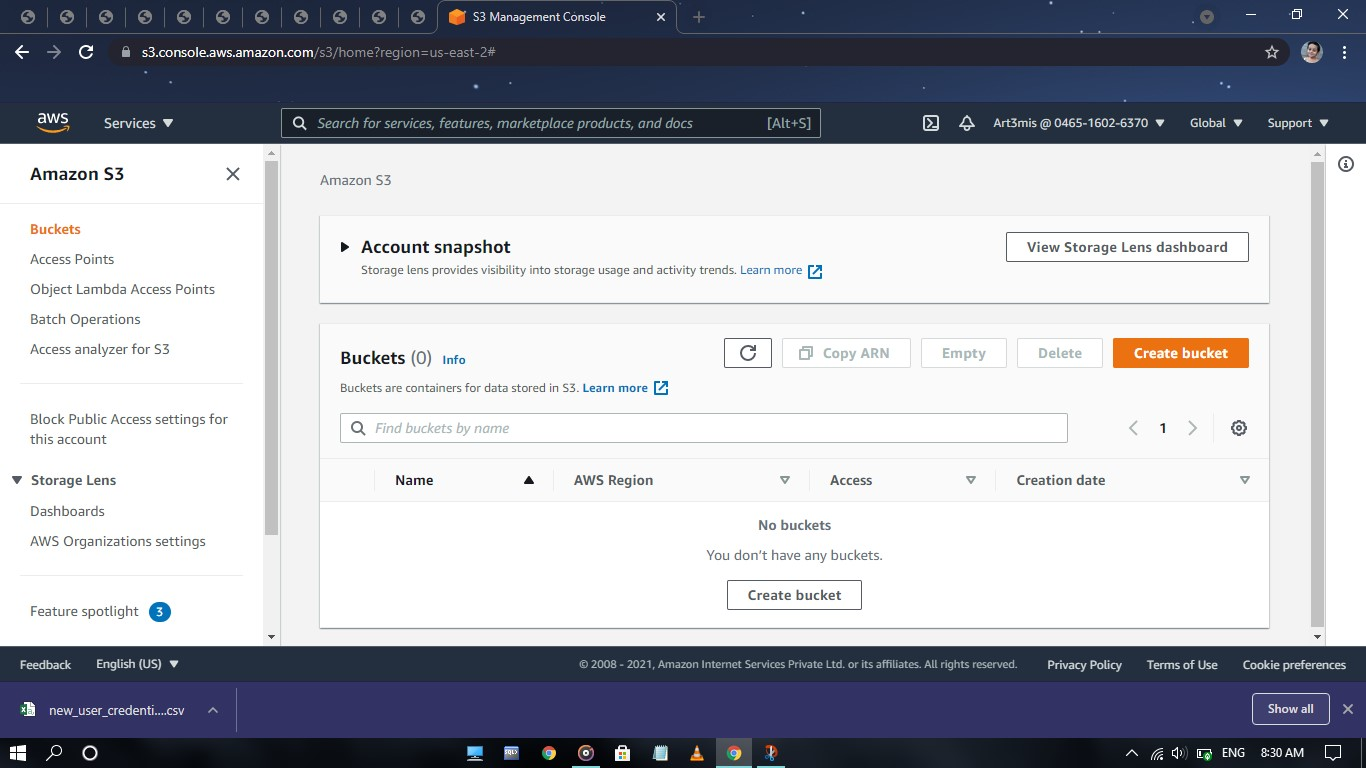 S3 Management Console
s3.console.aws.amazon.com/s3/home?region=us-east-2#
aws
Services
Search for services, features, marketplace products, and docs [Alt+S]
Art3mis @ 0465-1602-6370
Global
Support
Amazon S3
Buckets
Access Points
Object Lambda Access Points
Batch Operations
Access analyzer for S3
Block Public Access settings for
this account
Storage Lens
Dashboards
AWS Organizations settings
Feature spotlight 3
Amazon S3
Account snapshot
View Storage Lens dashboard
Storage lens provides visibility into storage usage and activity trends. Learn more
Buckets (0) Info
Copy ARN
Empty
Delete
Create bucket
Buckets are containers for data stored in S3. Learn more
Find buckets by name
1
Name
AWS Region
Access
Creation date
No buckets
You don't have any buckets.
Create bucket
Feedback
English (US)
© 2008 - 2021, Amazon Internet Services Private Ltd. or its affiliates. All rights reserved.
Privacy Policy
Terms of Use
Cookie preferences
new_user_credenti....csv
Show all
ENG
8:30 AM